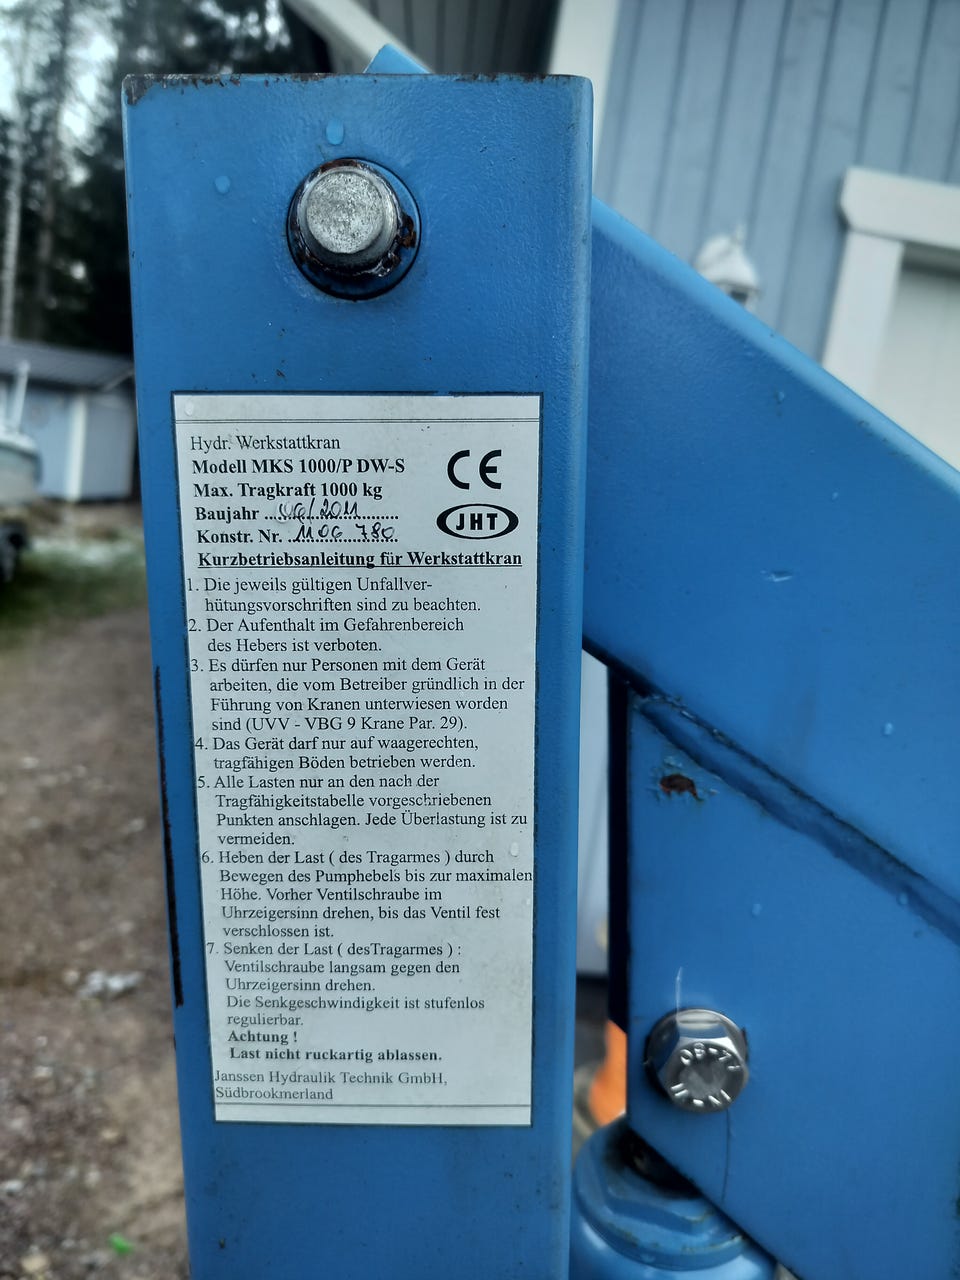 Hydr. Werkstattkran
Modell MKS 1000/P DW-S
Max. Tragkraft 1000 kg
CE
Baujahr ...06/2011...
JHT
Konstr. Nr. ..1106 780.
Kurzbetriebsanleitung für Werkstattkran
1. Die jeweils gültigen Unfallver-
hütungsvorschriften sind zu beachten.
2. Der Aufenthalt im Gefahrenbereich
des Hebers ist verboten.
3. Es dürfen nur Personen mit dem Gerät
arbeiten, die vom Betreiber gründlich in der
Führung von Kranen unterwiesen worden
sind (UVV - VBG 9 Krane Par. 29).
4. Das Gerät darf nur auf waagerechten,
tragfähigen Böden betrieben werden.
5. Alle Lasten nur an den nach der
Tragfähigkeitstabelle vorgeschriebenen
Punkten anschlagen. Jede Überlastung ist zu
vermeiden.
6. Heben der Last ( des Tragarmes ) durch
Bewegen des Pumphebels bis zur maximalen
Höhe. Vorher Ventilschraube im
Uhrzeigersinn drehen, bis das Ventil fest
verschlossen ist.
7. Senken der Last ( desTragarmes ) :
Ventilschraube langsam gegen den
Uhrzeigersinn drehen.
Die Senkgeschwindigkeit ist stufenlos
regulierbar.
Achtung !
Last nicht ruckartig ablassen.
Janssen Hydraulik Technik GmbH,
Südbrookmerland